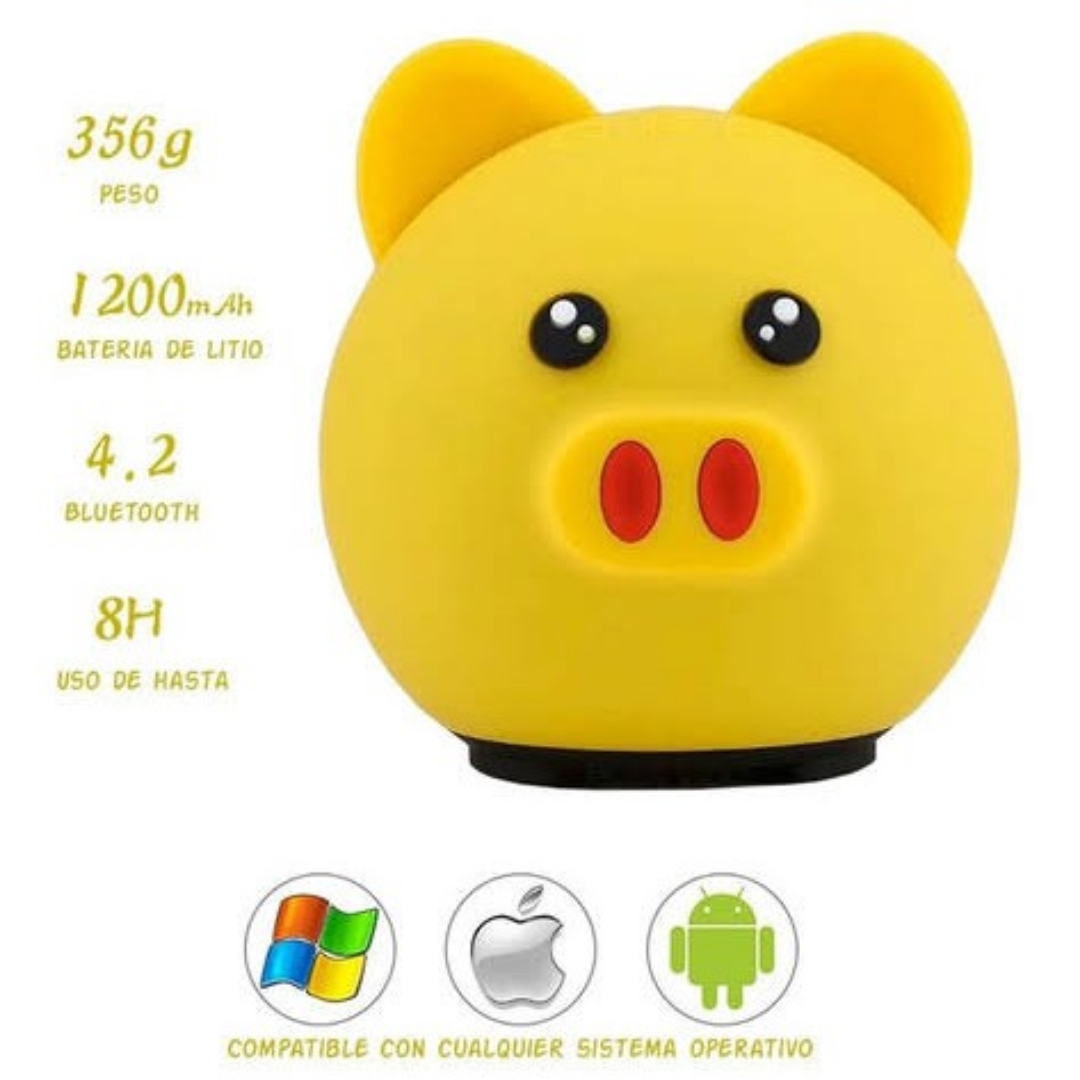 356g
PESO
1200mAh
BATERIA DE LITIO
4.2
BLUETOOTH
8H
USO DE HASTA
COMPATIBLE CON CUALQUIER SISTEMA OPERATIVO